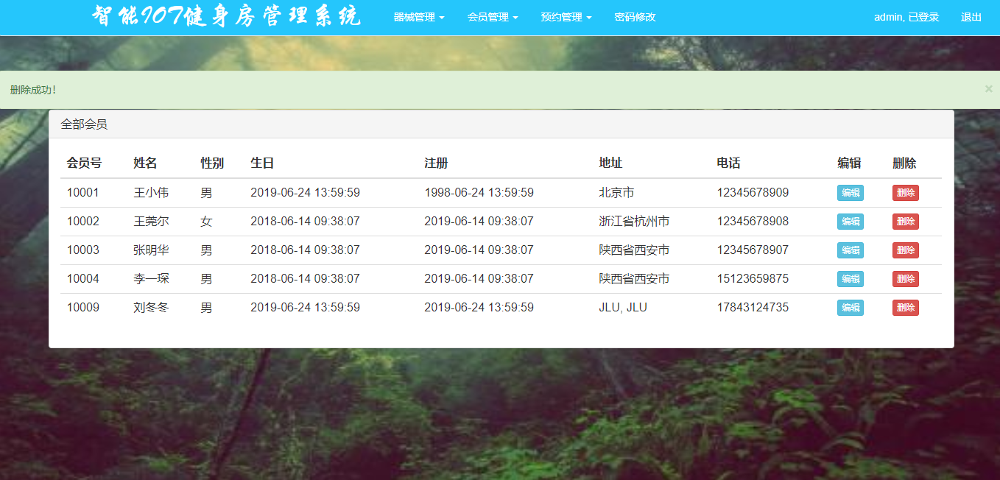 智能IOT健身房管理系统 器械管理 会员管理 预约管理 密码修改 admin, 已登录 退出
删除成功! ×
全部会员
会员号 姓名 性别 生日 注册 地址 电话 编辑 删除
10001 王小伟 男 2019-06-24 13:59:59 1998-06-24 13:59:59 北京市 12345678909 编辑 删除
10002 王莞尔 女 2018-06-14 09:38:07 2019-06-14 09:38:07 浙江省杭州市 12345678908 编辑 删除
10003 张明华 男 2018-06-14 09:38:07 2019-06-14 09:38:07 陕西省西安市 12345678907 编辑 删除
10004 李一琛 男 2018-06-14 09:38:07 2019-06-14 09:38:07 陕西省西安市 15123659875 编辑 删除
10009 刘冬冬 男 2019-06-24 13:59:59 2019-06-24 13:59:59 JLU, JLU 17843124735 编辑 删除